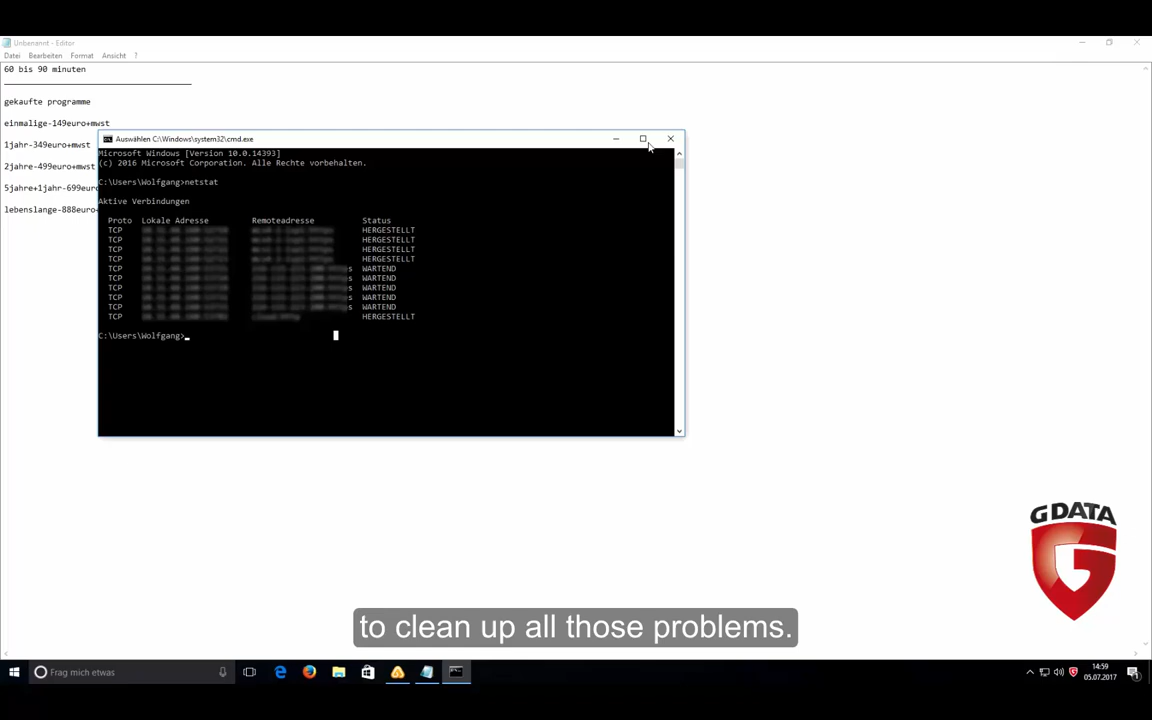 Unbenannt - Editor
Datei Bearbeiten Format Ansicht ?
60 bis 90 minuten
gekaufte programme
einmalige-149euro+mwst
1jahr-349euro+mwst
2jahre-499euro+mwst
5jahre+1jahr-699euro
lebenslange-888euro+
Auswählen C:\Windows\system32\cmd.exe
Microsoft Windows [Version 10.0.14393]
(c) 2016 Microsoft Corporation. Alle Rechte vorbehalten.
C:\Users\Wolfgang>netstat
Aktive Verbindungen
Proto Lokale Adresse Remoteadresse Status
TCP HERGESTELLT
TCP HERGESTELLT
TCP HERGESTELLT
TCP HERGESTELLT
TCP WARTEND
TCP WARTEND
TCP WARTEND
TCP WARTEND
TCP WARTEND
TCP HERGESTELLT
C:\Users\Wolfgang>
G DATA
to clean up all those problems.
Frag mich etwas
14:59
05.07.2017